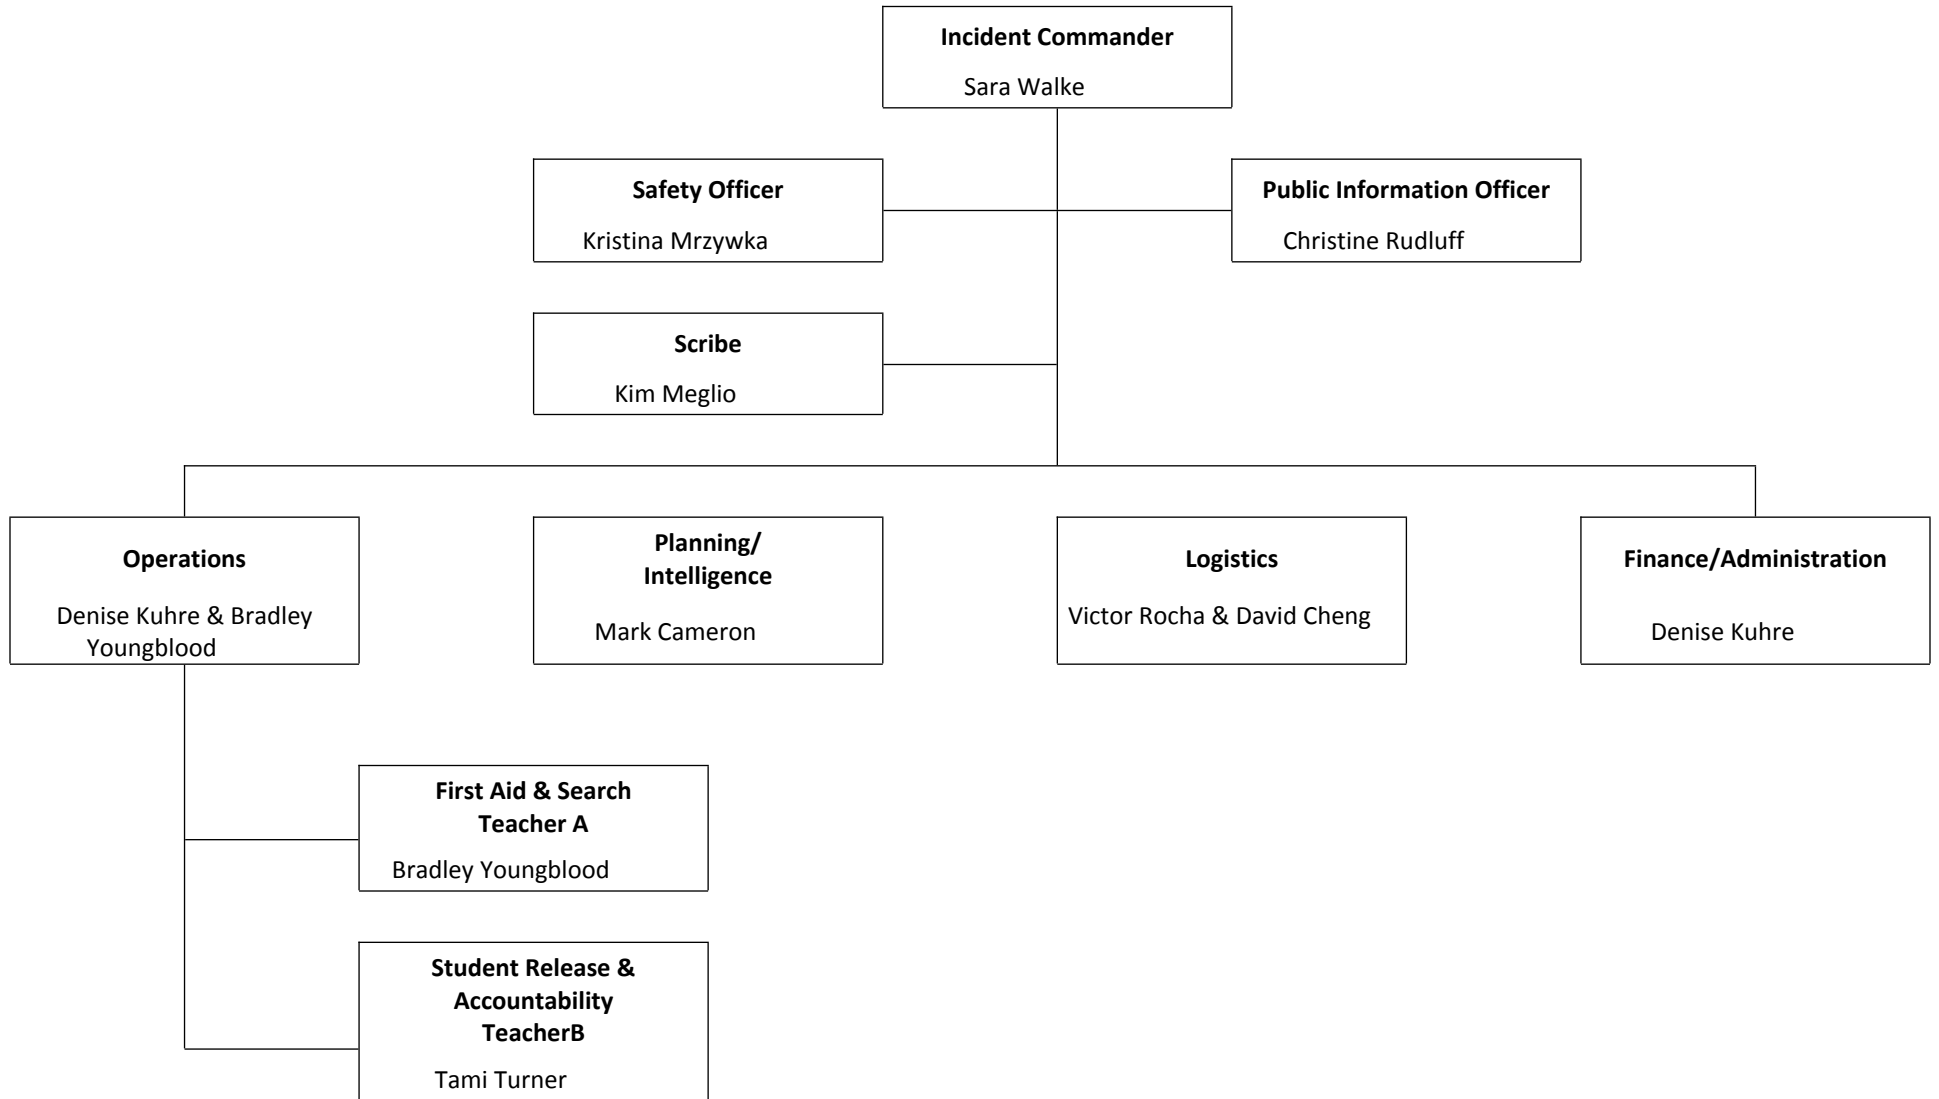 Incident Commander
Sara Walke
Safety Officer
Kristina Mrzywka
Public Information Officer
Christine Rudluff
Scribe
Kim Meglio
Operations
Denise Kuhre & Bradley
Youngblood
Planning/
Intelligence
Mark Cameron
Logistics
Victor Rocha & David Cheng
Finance/Administration
Denise Kuhre
First Aid & Search
Teacher A
Bradley Youngblood
Student Release &
Accountability
TeacherB
Tami Turner